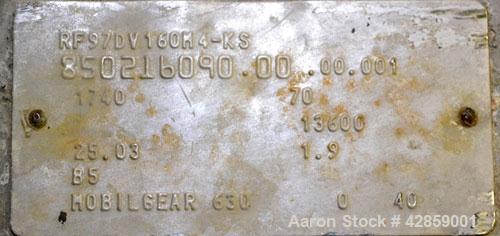 RF97DV160M4-KS
850216090.00.00.001
1740 70
13600
25.03 1.9
B5
MOBILGEAR 630 0 40
Aaron Stock # 42859001